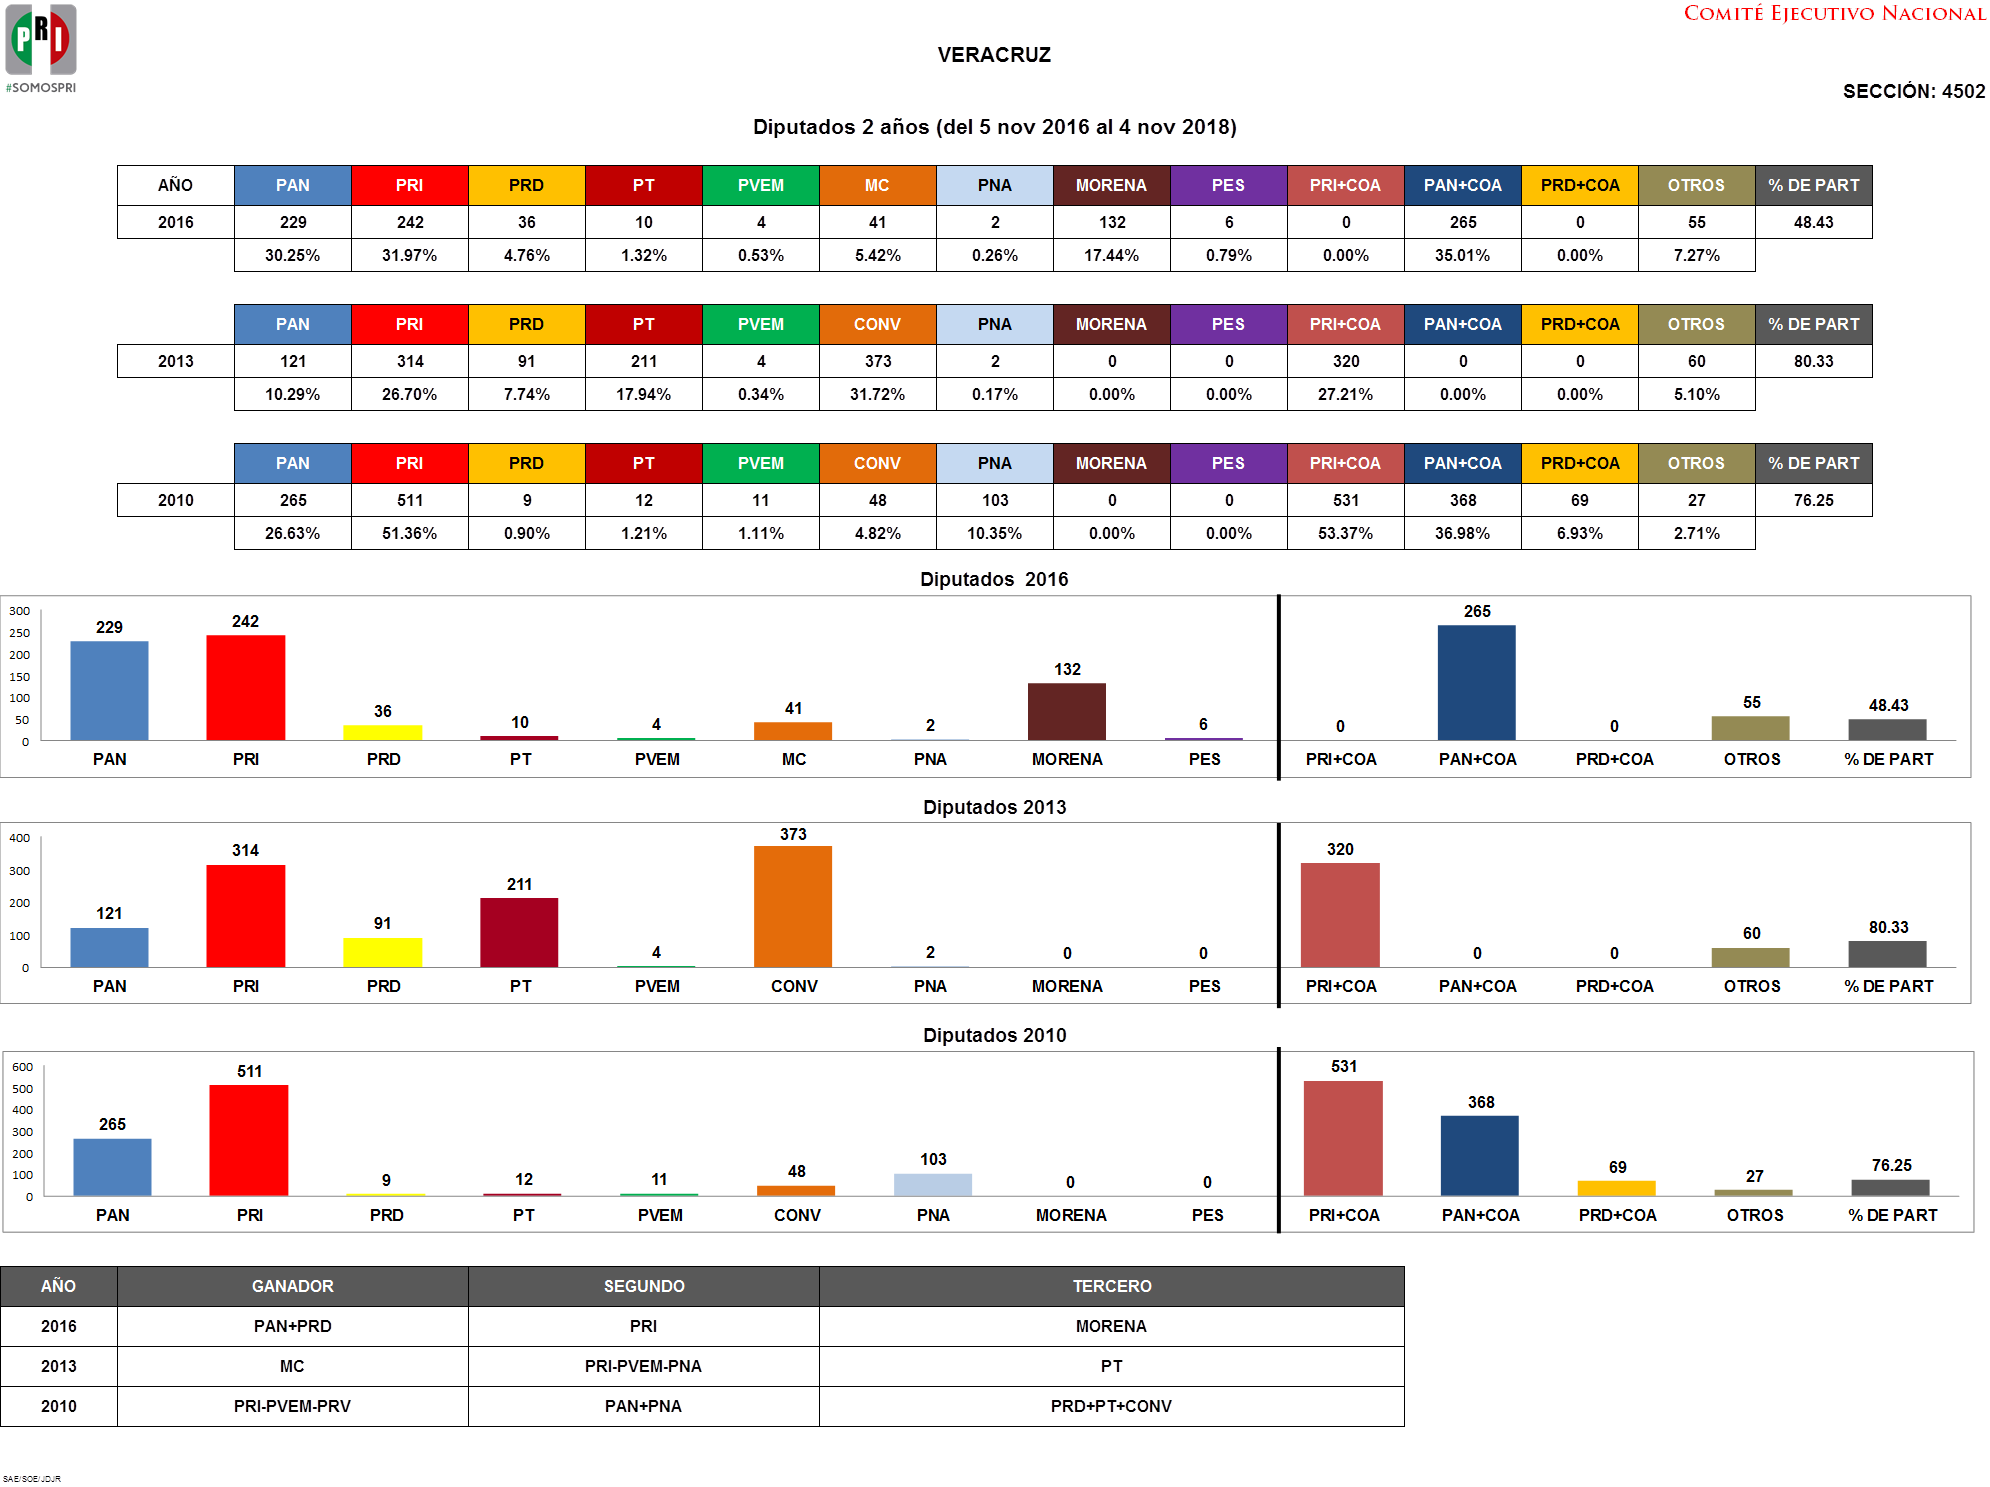 PRI
#SOMOSPRI
COMITÉ EJECUTIVO NACIONAL
VERACRUZ
SECCIÓN: 4502
Diputados 2 años (del 5 nov 2016 al 4 nov 2018)
AÑO PAN PRI PRD PT PVEM MC PNA MORENA PES PRI+COA PAN+COA PRD+COA OTROS % DE PART
2016 229 242 36 10 4 41 2 132 6 0 265 0 55 48.43
30.25% 31.97% 4.76% 1.32% 0.53% 5.42% 0.26% 17.44% 0.79% 0.00% 35.01% 0.00% 7.27%
PAN PRI PRD PT PVEM CONV PNA MORENA PES PRI+COA PAN+COA PRD+COA OTROS % DE PART
2013 121 314 91 211 4 373 2 0 0 320 0 0 60 80.33
10.29% 26.70% 7.74% 17.94% 0.34% 31.72% 0.17% 0.00% 0.00% 27.21% 0.00% 0.00% 5.10%
PAN PRI PRD PT PVEM CONV PNA MORENA PES PRI+COA PAN+COA PRD+COA OTROS % DE PART
2010 265 511 9 12 11 48 103 0 0 531 368 69 27 76.25
26.63% 51.36% 0.90% 1.21% 1.11% 4.82% 10.35% 0.00% 0.00% 53.37% 36.98% 6.93% 2.71%
Diputados 2016
300
250
200
150
100
50
0
229 242 36 10 4 41 2 132 6 0 265 0 55 48.43
PAN PRI PRD PT PVEM MC PNA MORENA PES PRI+COA PAN+COA PRD+COA OTROS % DE PART
Diputados 2013
400
300
200
100
0
121 314 91 211 4 373 2 0 0 320 0 0 60 80.33
PAN PRI PRD PT PVEM CONV PNA MORENA PES PRI+COA PAN+COA PRD+COA OTROS % DE PART
Diputados 2010
600
500
400
300
200
100
0
265 511 9 12 11 48 103 0 0 531 368 69 27 76.25
PAN PRI PRD PT PVEM CONV PNA MORENA PES PRI+COA PAN+COA PRD+COA OTROS % DE PART
AÑO GANADOR SEGUNDO TERCERO
2016 PAN+PRD PRI MORENA
2013 MC PRI-PVEM-PNA PT
2010 PRI-PVEM-PRV PAN+PNA PRD+PT+CONV
SAE/SOE/JDJR